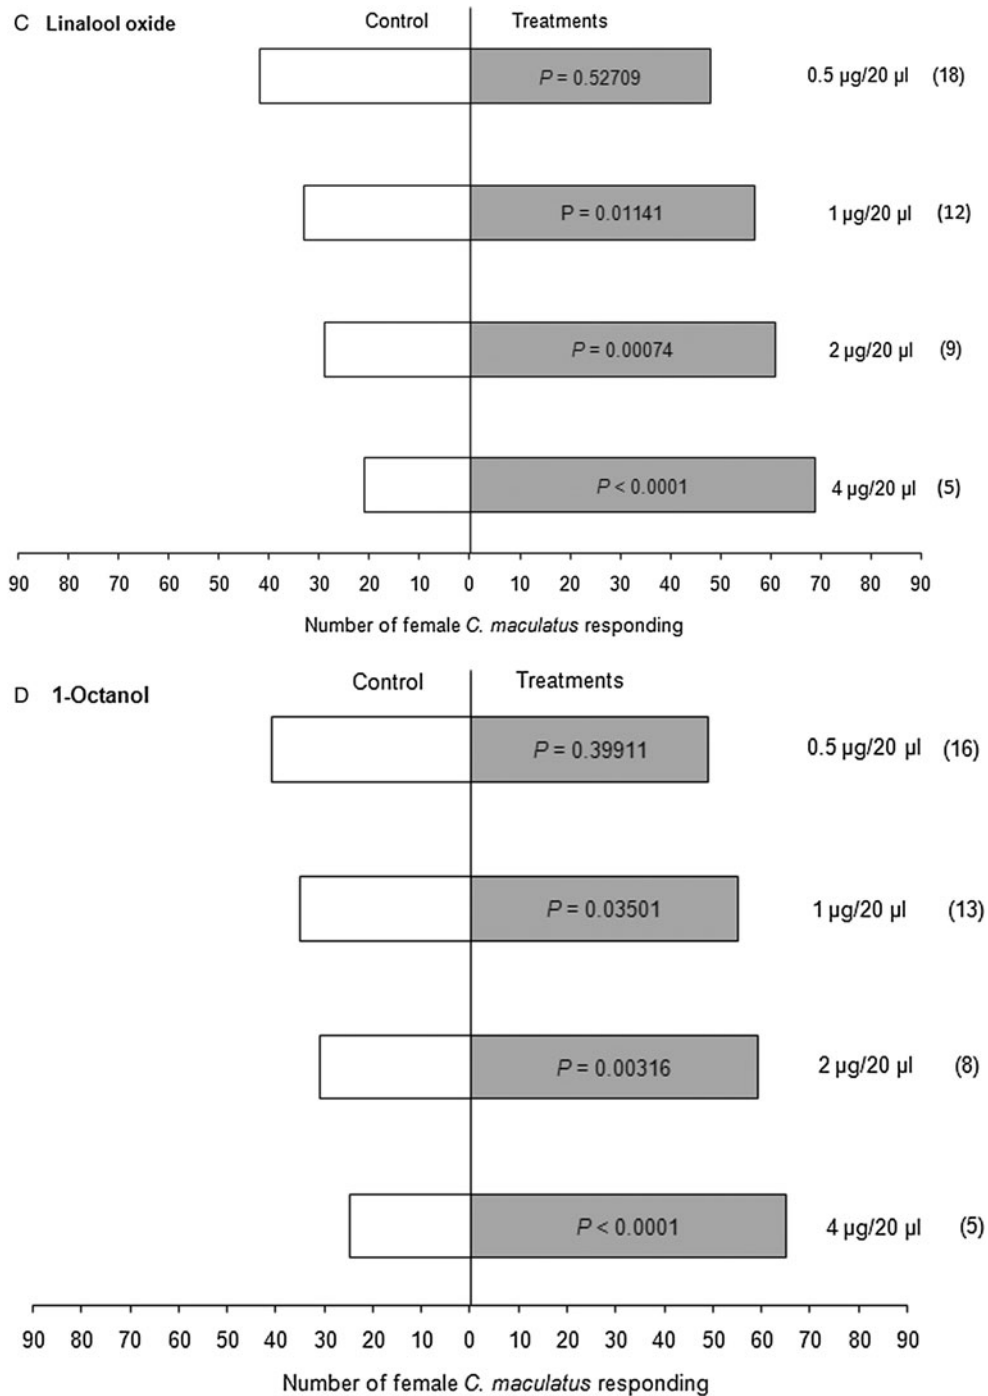 C Linalool oxide
Control Treatments
P = 0.52709 0.5 µg/20 µl (18)
P = 0.01141 1 µg/20 µl (12)
P = 0.00074 2 µg/20 µl (9)
P < 0.0001 4 µg/20 µl (5)
90 80 70 60 50 40 30 20 10 0 10 20 30 40 50 60 70 80 90
Number of female C. maculatus responding
D 1-Octanol
Control Treatments
P = 0.39911 0.5 µg/20 µl (16)
P = 0.03501 1 µg/20 µl (13)
P = 0.00316 2 µg/20 µl (8)
P < 0.0001 4 µg/20 µl (5)
90 80 70 60 50 40 30 20 10 0 10 20 30 40 50 60 70 80 90
Number of female C. maculatus responding